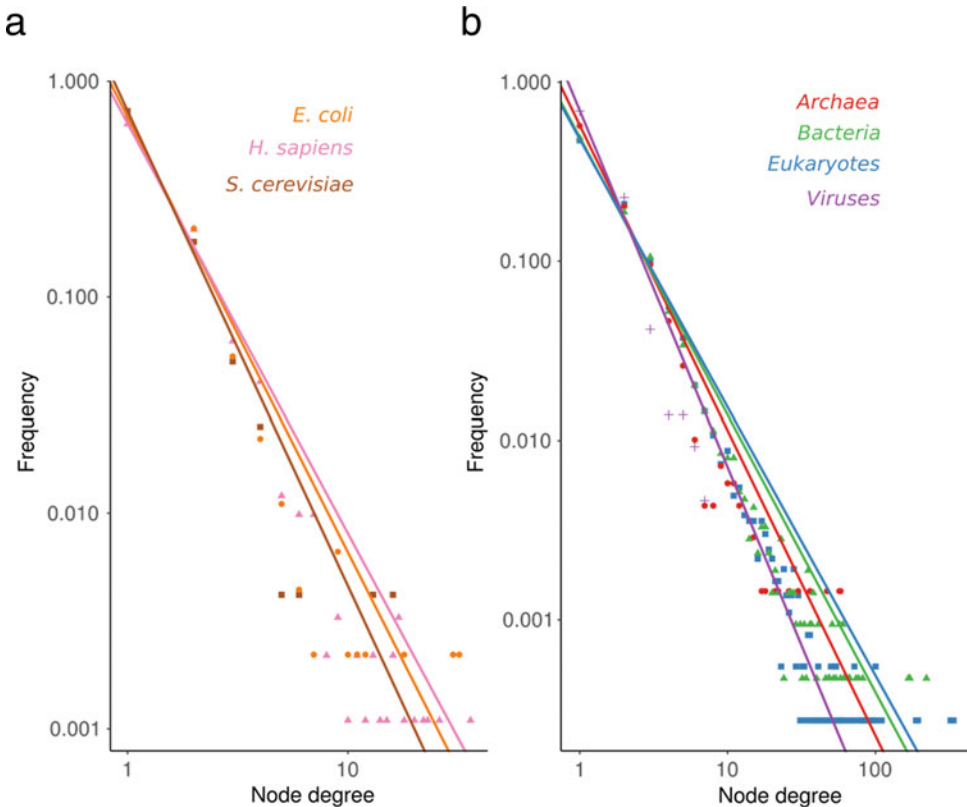 a
1.000
0.100
0.010
0.001
Frequency
1
10
Node degree
E. coli
H. sapiens
S. cerevisiae
b
1.000
0.100
0.010
0.001
Frequency
1
10
100
Node degree
Archaea
Bacteria
Eukaryotes
Viruses